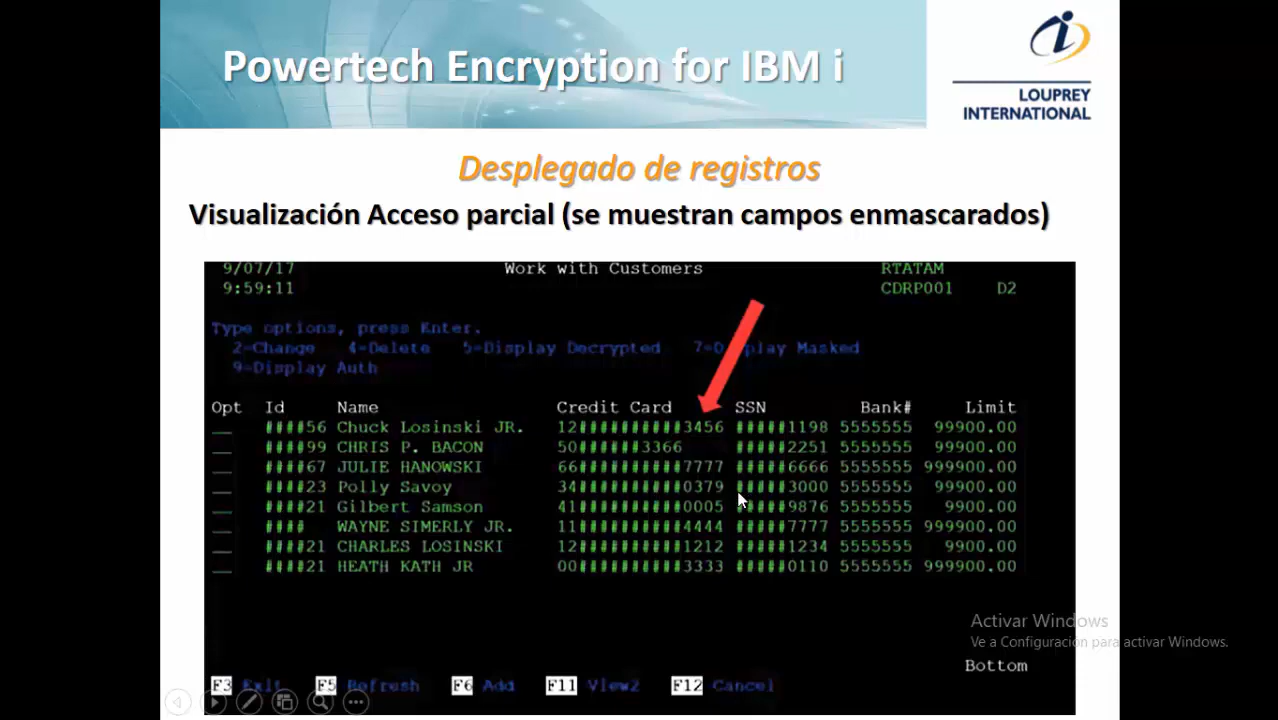 Powertech Encryption for IBM i
LOUPREY
INTERNATIONAL
Desplegado de registros
Visualización Acceso parcial (se muestran campos enmascarados)
9/07/17 Work with Customers RTATAM
9:59:11 CDRP001 D2
Type options, press Enter.
2=Change 4=Delete 5=Display Decrypted 7=Display Masked
9=Display Auth
Opt Id Name Credit Card SSN Bank# Limit
####56 Chuck Losinski JR. 12##########3456 #####1198 5555555 99900.00
####99 CHRIS P. BACON 50#####3366 #####2251 5555555 99900.00
####67 JULIE HANOWSKI 66##########7777 #####6666 5555555 999900.00
####23 Polly Savoy 34##########0379 #####3000 5555555 99900.00
####21 Gilbert Samson 41##########0005 #####9876 5555555 9900.00
#### WAYNE SIMERLY JR. 11##########4444 #####7777 5555555 999900.00
####21 CHARLES LOSINSKI 12##########1212 #####1234 5555555 9900.00
####21 HEATH KATH JR 00##########3333 #####0110 5555555 999900.00
Activar Windows
Ve a Configuración para activar Windows.
Bottom
F3 Exit F5 Refresh F6 Add F11 View2 F12 Cancel